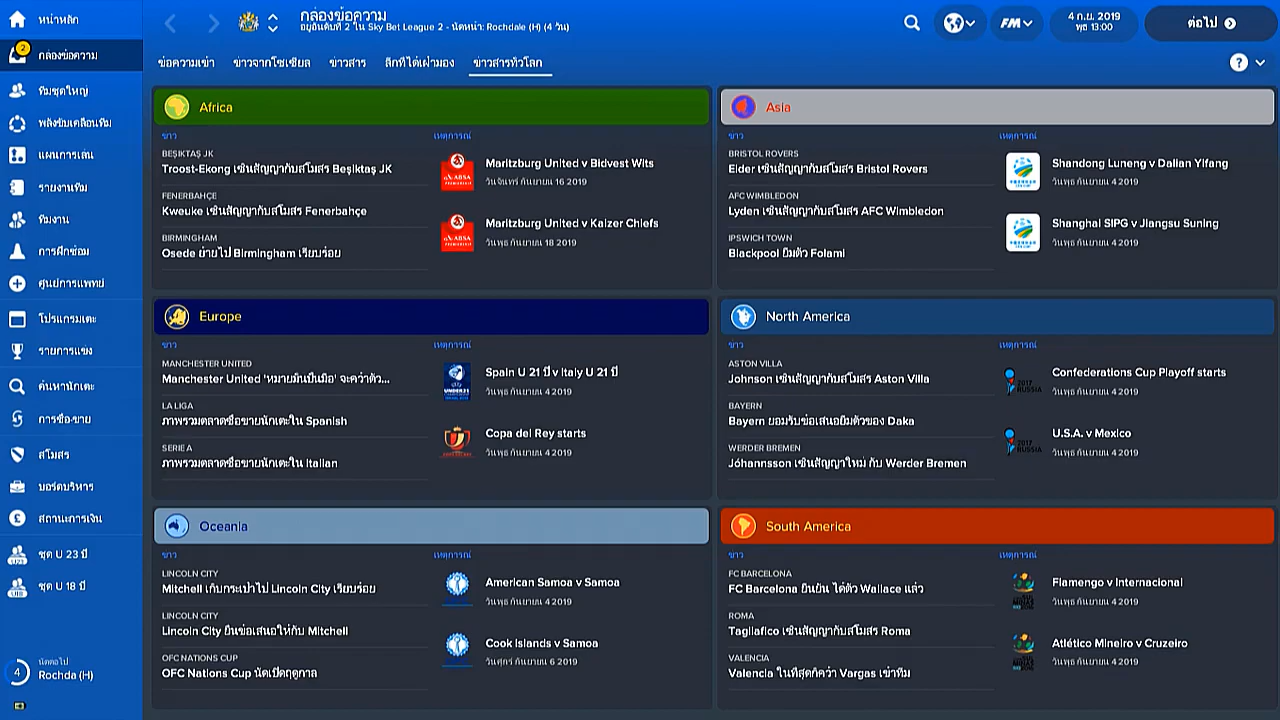 หน้าหลัก
2
กล่องข้อความ
ทีมชุดใหญ่
พลังขับเคลื่อนทีม
แผนการเล่น
รายงานทีม
ทีมงาน
การฝึกซ้อม
ศูนย์การแพทย์
โปรแกรมเตะ
รายการแข่ง
ค้นหานักเตะ
การซื้อ-ขาย
สโมสร
บอร์ดบริหาร
สถานะการเงิน
ชุด U 23 ปี
ชุด U 18 ปี
นัดต่อไป
4
Rochda (H)
กล่องข้อความ
อยู่อันดับที่ 2 ใน Sky Bet League 2 - นัดหน้า: Rochdale (H) (4 วัน)
FM
4 ก.ย. 2019
พุธ 13:00
ต่อไป
ข้อความเข้า
ข่าวจากโซเชียล
ข่าวสาร
ลีกที่ได้เฝ้ามอง
ข่าวสารทั่วโลก
?
Africa
ข่าว
BEŞIKTAŞ JK
Troost-Ekong เซ็นสัญญากับสโมสร Beşiktaş JK
FENERBAHÇE
Kweuke เซ็นสัญญากับสโมสร Fenerbahçe
BIRMINGHAM
Osede ย้ายไป Birmingham เรียบร้อย
เหตุการณ์
Maritzburg United v Bidvest Wits
วันจันทร์ กันยายน 16 2019
Maritzburg United v Kaizer Chiefs
วันพุธ กันยายน 18 2019
Asia
ข่าว
BRISTOL ROVERS
Elder เซ็นสัญญากับสโมสร Bristol Rovers
AFC WIMBLEDON
Lyden เซ็นสัญญากับสโมสร AFC Wimbledon
IPSWICH TOWN
Blackpool ยืมตัว Folami
เหตุการณ์
Shandong Luneng v Dalian Yifang
วันพุธ กันยายน 4 2019
Shanghai SIPG v Jiangsu Suning
วันพุธ กันยายน 4 2019
Europe
ข่าว
MANCHESTER UNITED
Manchester United 'หมายมั่นปั้นมือ' จะคว้าตัว...
LA LIGA
ภาพรวมตลาดซื้อขายนักเตะใน Spanish
SERIE A
ภาพรวมตลาดซื้อขายนักเตะใน Italian
เหตุการณ์
Spain U 21 ปี v Italy U 21 ปี
วันพุธ กันยายน 4 2019
Copa del Rey starts
วันพุธ กันยายน 4 2019
North America
ข่าว
ASTON VILLA
Johnson เซ็นสัญญากับสโมสร Aston Villa
BAYERN
Bayern ยอมรับข้อเสนอยืมตัวของ Daka
WERDER BREMEN
Jóhannsson เซ็นสัญญาใหม่ กับ Werder Bremen
เหตุการณ์
Confederations Cup Playoff starts
วันพุธ กันยายน 4 2019
U.S.A. v Mexico
วันพุธ กันยายน 4 2019
Oceania
ข่าว
LINCOLN CITY
Mitchell เก็บกระเป๋าไป Lincoln City เรียบร้อย
LINCOLN CITY
Lincoln City ยื่นข้อเสนอให้กับ Mitchell
OFC NATIONS CUP
OFC Nations Cup นัดเปิดฤดูกาล
เหตุการณ์
American Samoa v Samoa
วันพุธ กันยายน 4 2019
Cook Islands v Samoa
วันศุกร์ กันยายน 6 2019
South America
ข่าว
FC BARCELONA
FC Barcelona ยืนยัน ได้ตัว Wallace แล้ว
ROMA
Tagliafico เซ็นสัญญากับสโมสร Roma
VALENCIA
Valencia ในที่สุดก็คว้า Vargas เข้าทีม
เหตุการณ์
Flamengo v Internacional
วันพุธ กันยายน 4 2019
Atlético Mineiro v Cruzeiro
วันพุธ กันยายน 4 2019